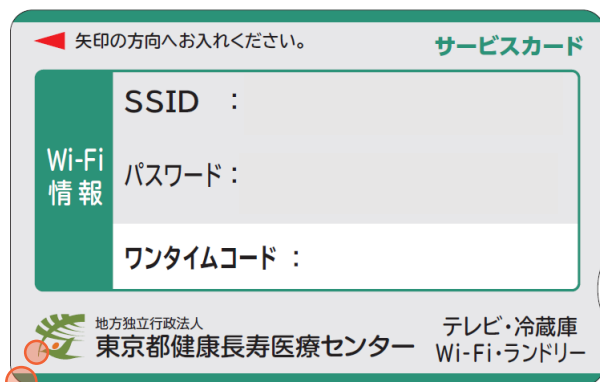 矢印の方向へお入れください。
サービスカード
Wi-Fi
情報
SSID :
パスワード :
ワンタイムコード :
地方独立行政法人
東京都健康長寿医療センター
テレビ・冷蔵庫
Wi-Fi・ランドリー